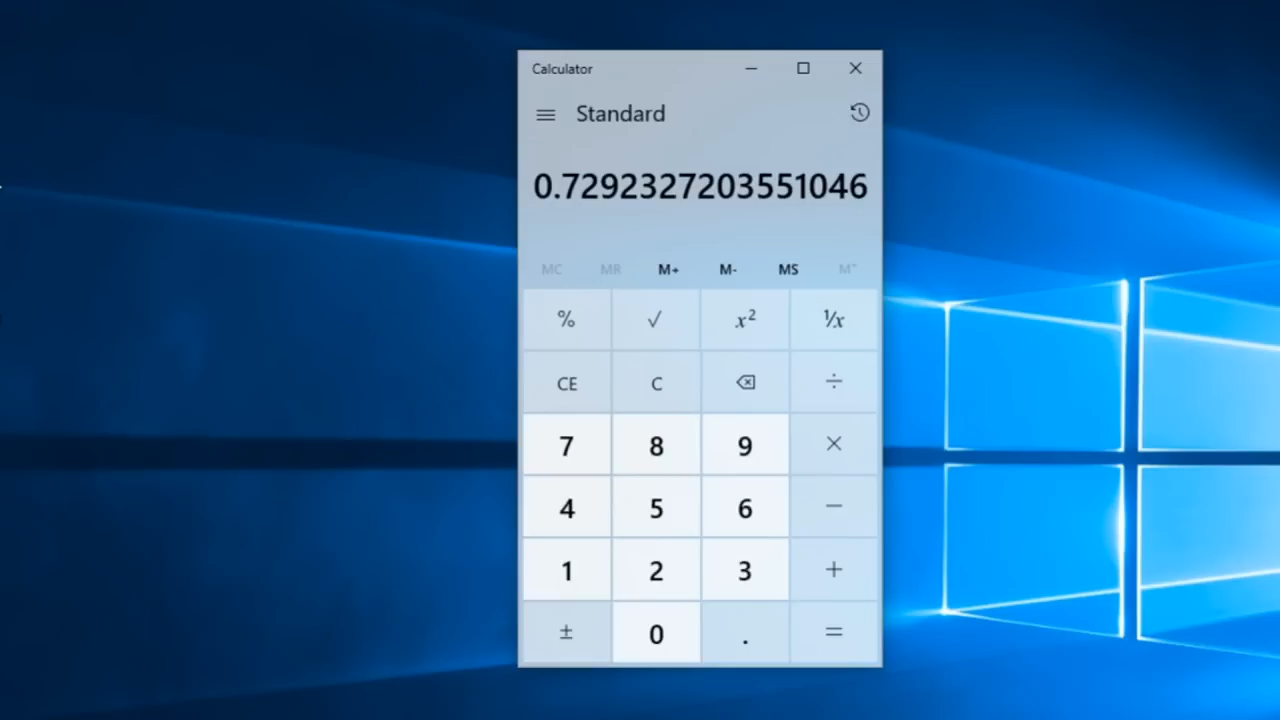 Calculator
Standard
0.7292327203551046
MC MR M+ M- MS M˅
% √ x² ¹/x
CE C ÷
7 8 9 ×
4 5 6 −
1 2 3 +
± 0 . =